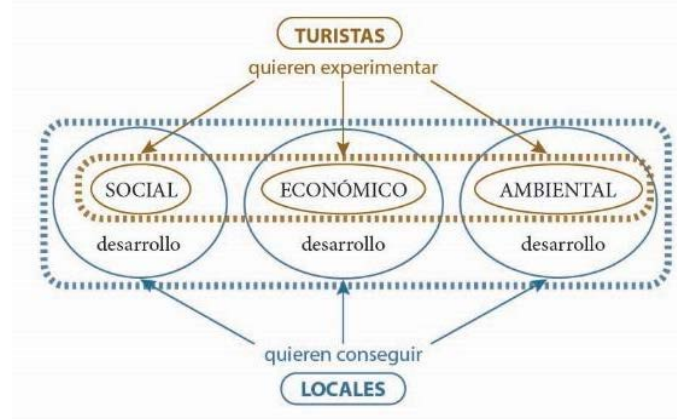 TURISTAS
quieren experimentar
SOCIAL ECONÓMICO AMBIENTAL
desarrollo desarrollo desarrollo
quieren conseguir
LOCALES